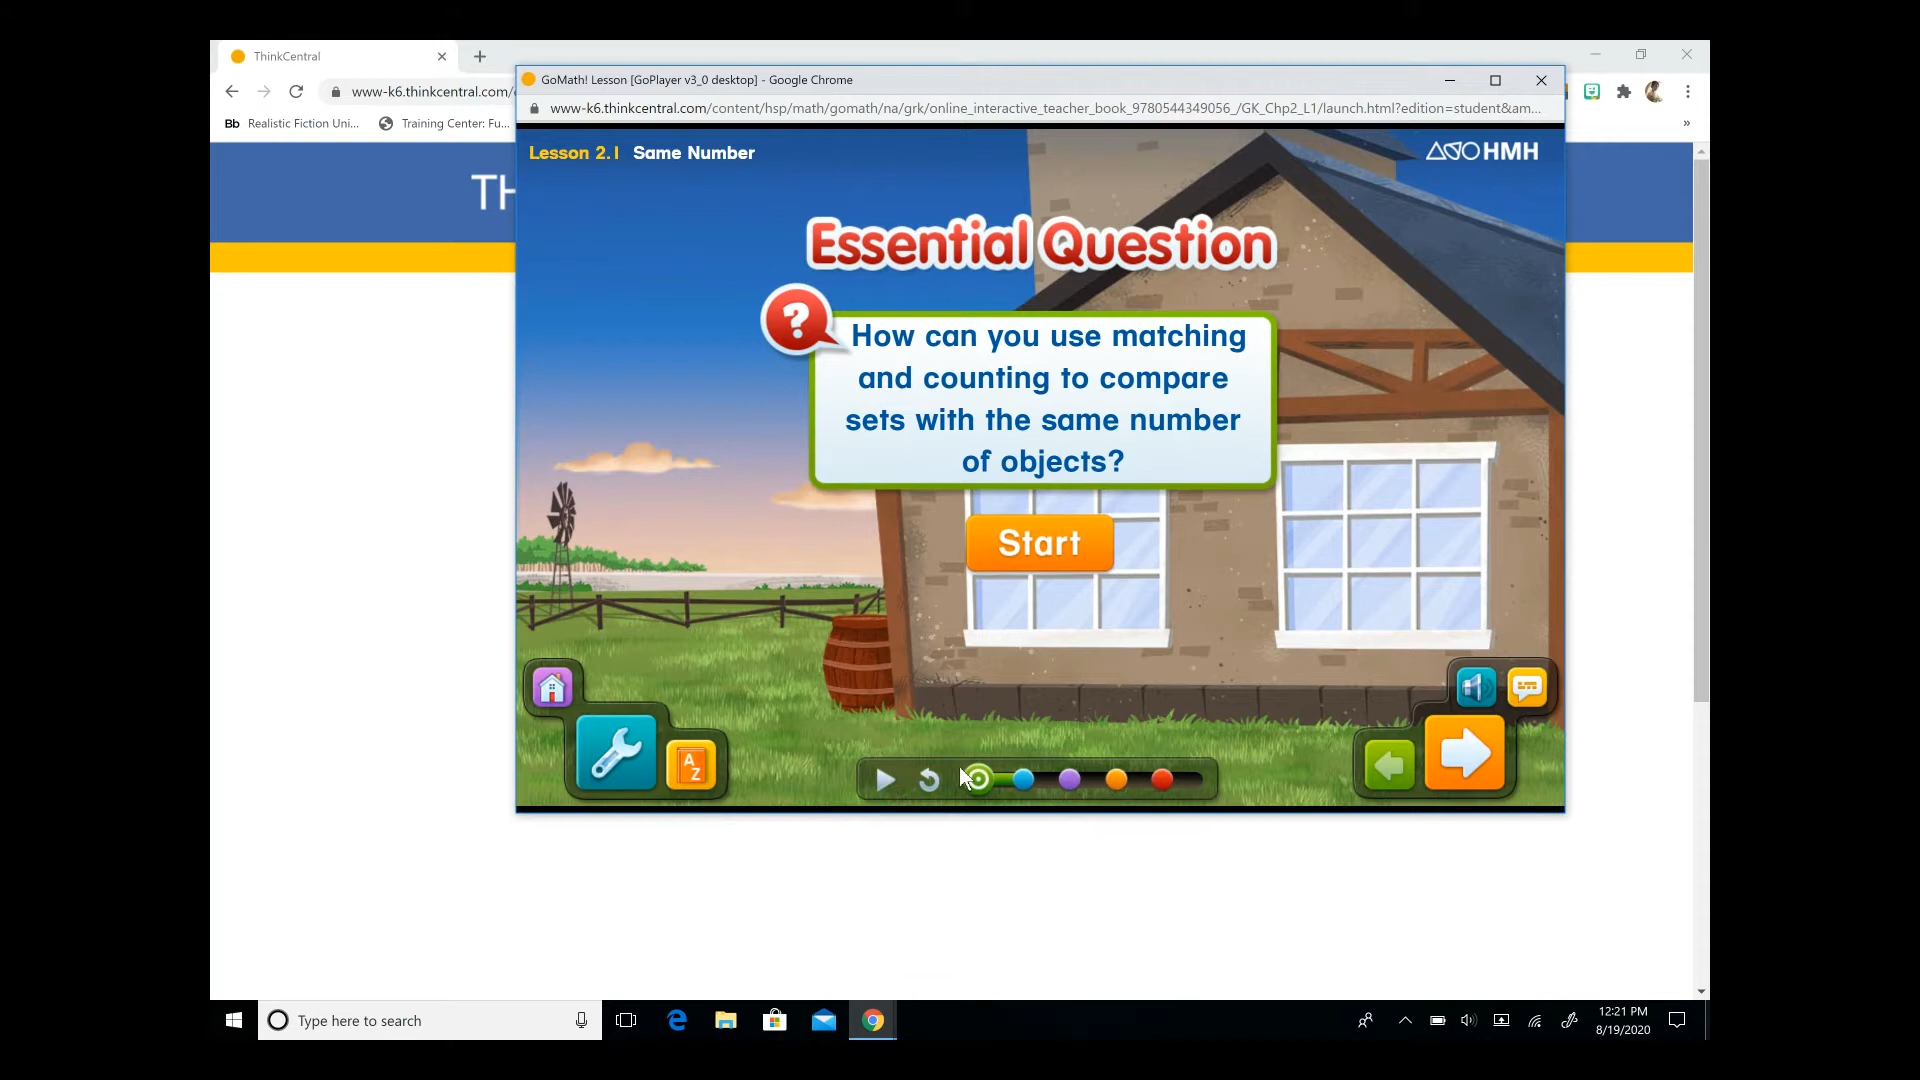 ThinkCentral
GoMath! Lesson [GoPlayer v3_0 desktop] - Google Chrome
www-k6.thinkcentral.com/
www-k6.thinkcentral.com/content/hsp/math/gomath/na/grk/online_interactive_teacher_book_9780544349056_/GK_Chp2_L1/launch.html?edition=student&am...
Bb Realistic Fiction Uni...
Training Center: Fu...
»
TH
Lesson 2.1 Same Number
HMH
Essential Question
?
How can you use matching
and counting to compare
sets with the same number
of objects?
Start
A
Z
Type here to search
12:21 PM
8/19/2020